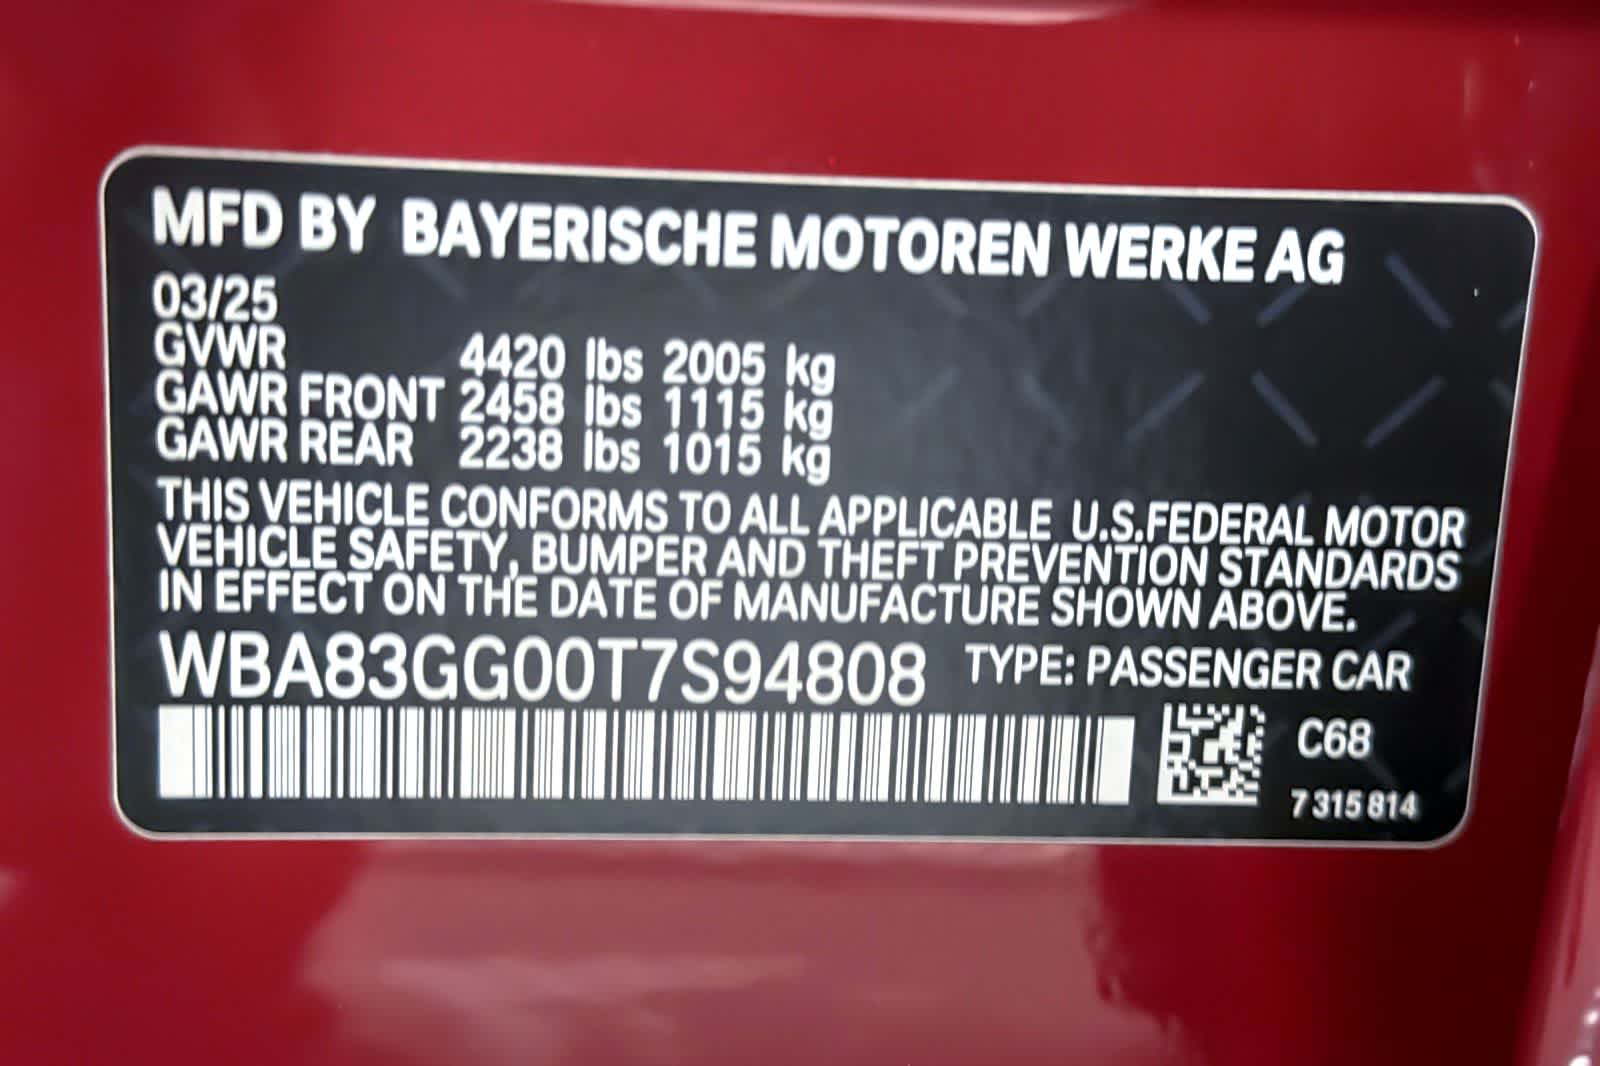 MFD BY BAYERISCHE MOTOREN WERKE AG
03/25
GVWR 4420 lbs 2005 kg
GAWR FRONT 2458 lbs 1115 kg
GAWR REAR 2238 lbs 1015 kg
THIS VEHICLE CONFORMS TO ALL APPLICABLE U.S.FEDERAL MOTOR
VEHICLE SAFETY, BUMPER AND THEFT PREVENTION STANDARDS
IN EFFECT ON THE DATE OF MANUFACTURE SHOWN ABOVE.
WBA83GG00T7S94808 TYPE: PASSENGER CAR
C68
7 315 814